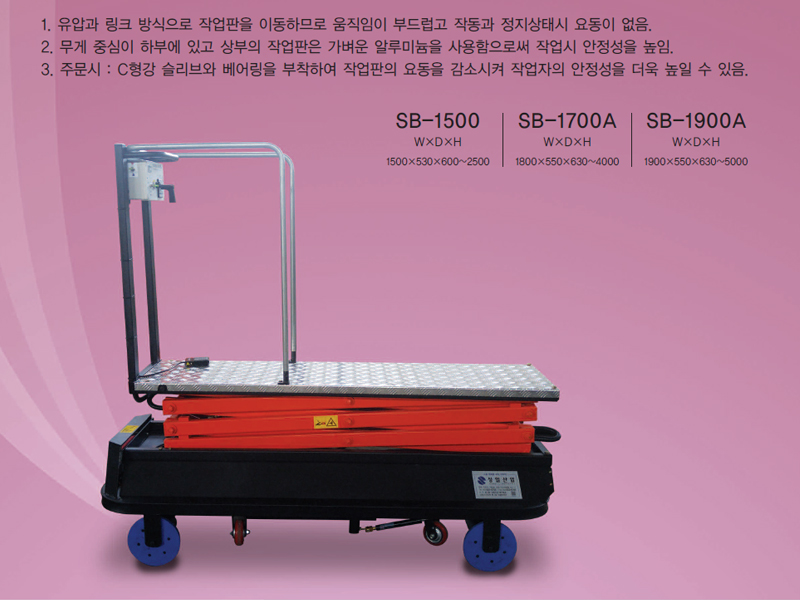 1. 유압과 링크 방식으로 작업판을 이동하므로 움직임이 부드럽고 작동과 정지상태시 요동이 없음.
2. 무게 중심이 하부에 있고 상부의 작업판은 가벼운 알루미늄을 사용함으로써 작업시 안정성을 높임.
3. 주문시 : C형강 슬리브와 베어링을 부착하여 작업판의 요동을 감소시켜 작업자의 안정성을 더욱 높일 수 있음.
SB-1500
W×D×H
1500×530×600~2500
SB-1700A
W×D×H
1800×550×630~4000
SB-1900A
W×D×H
1900×550×630~5000